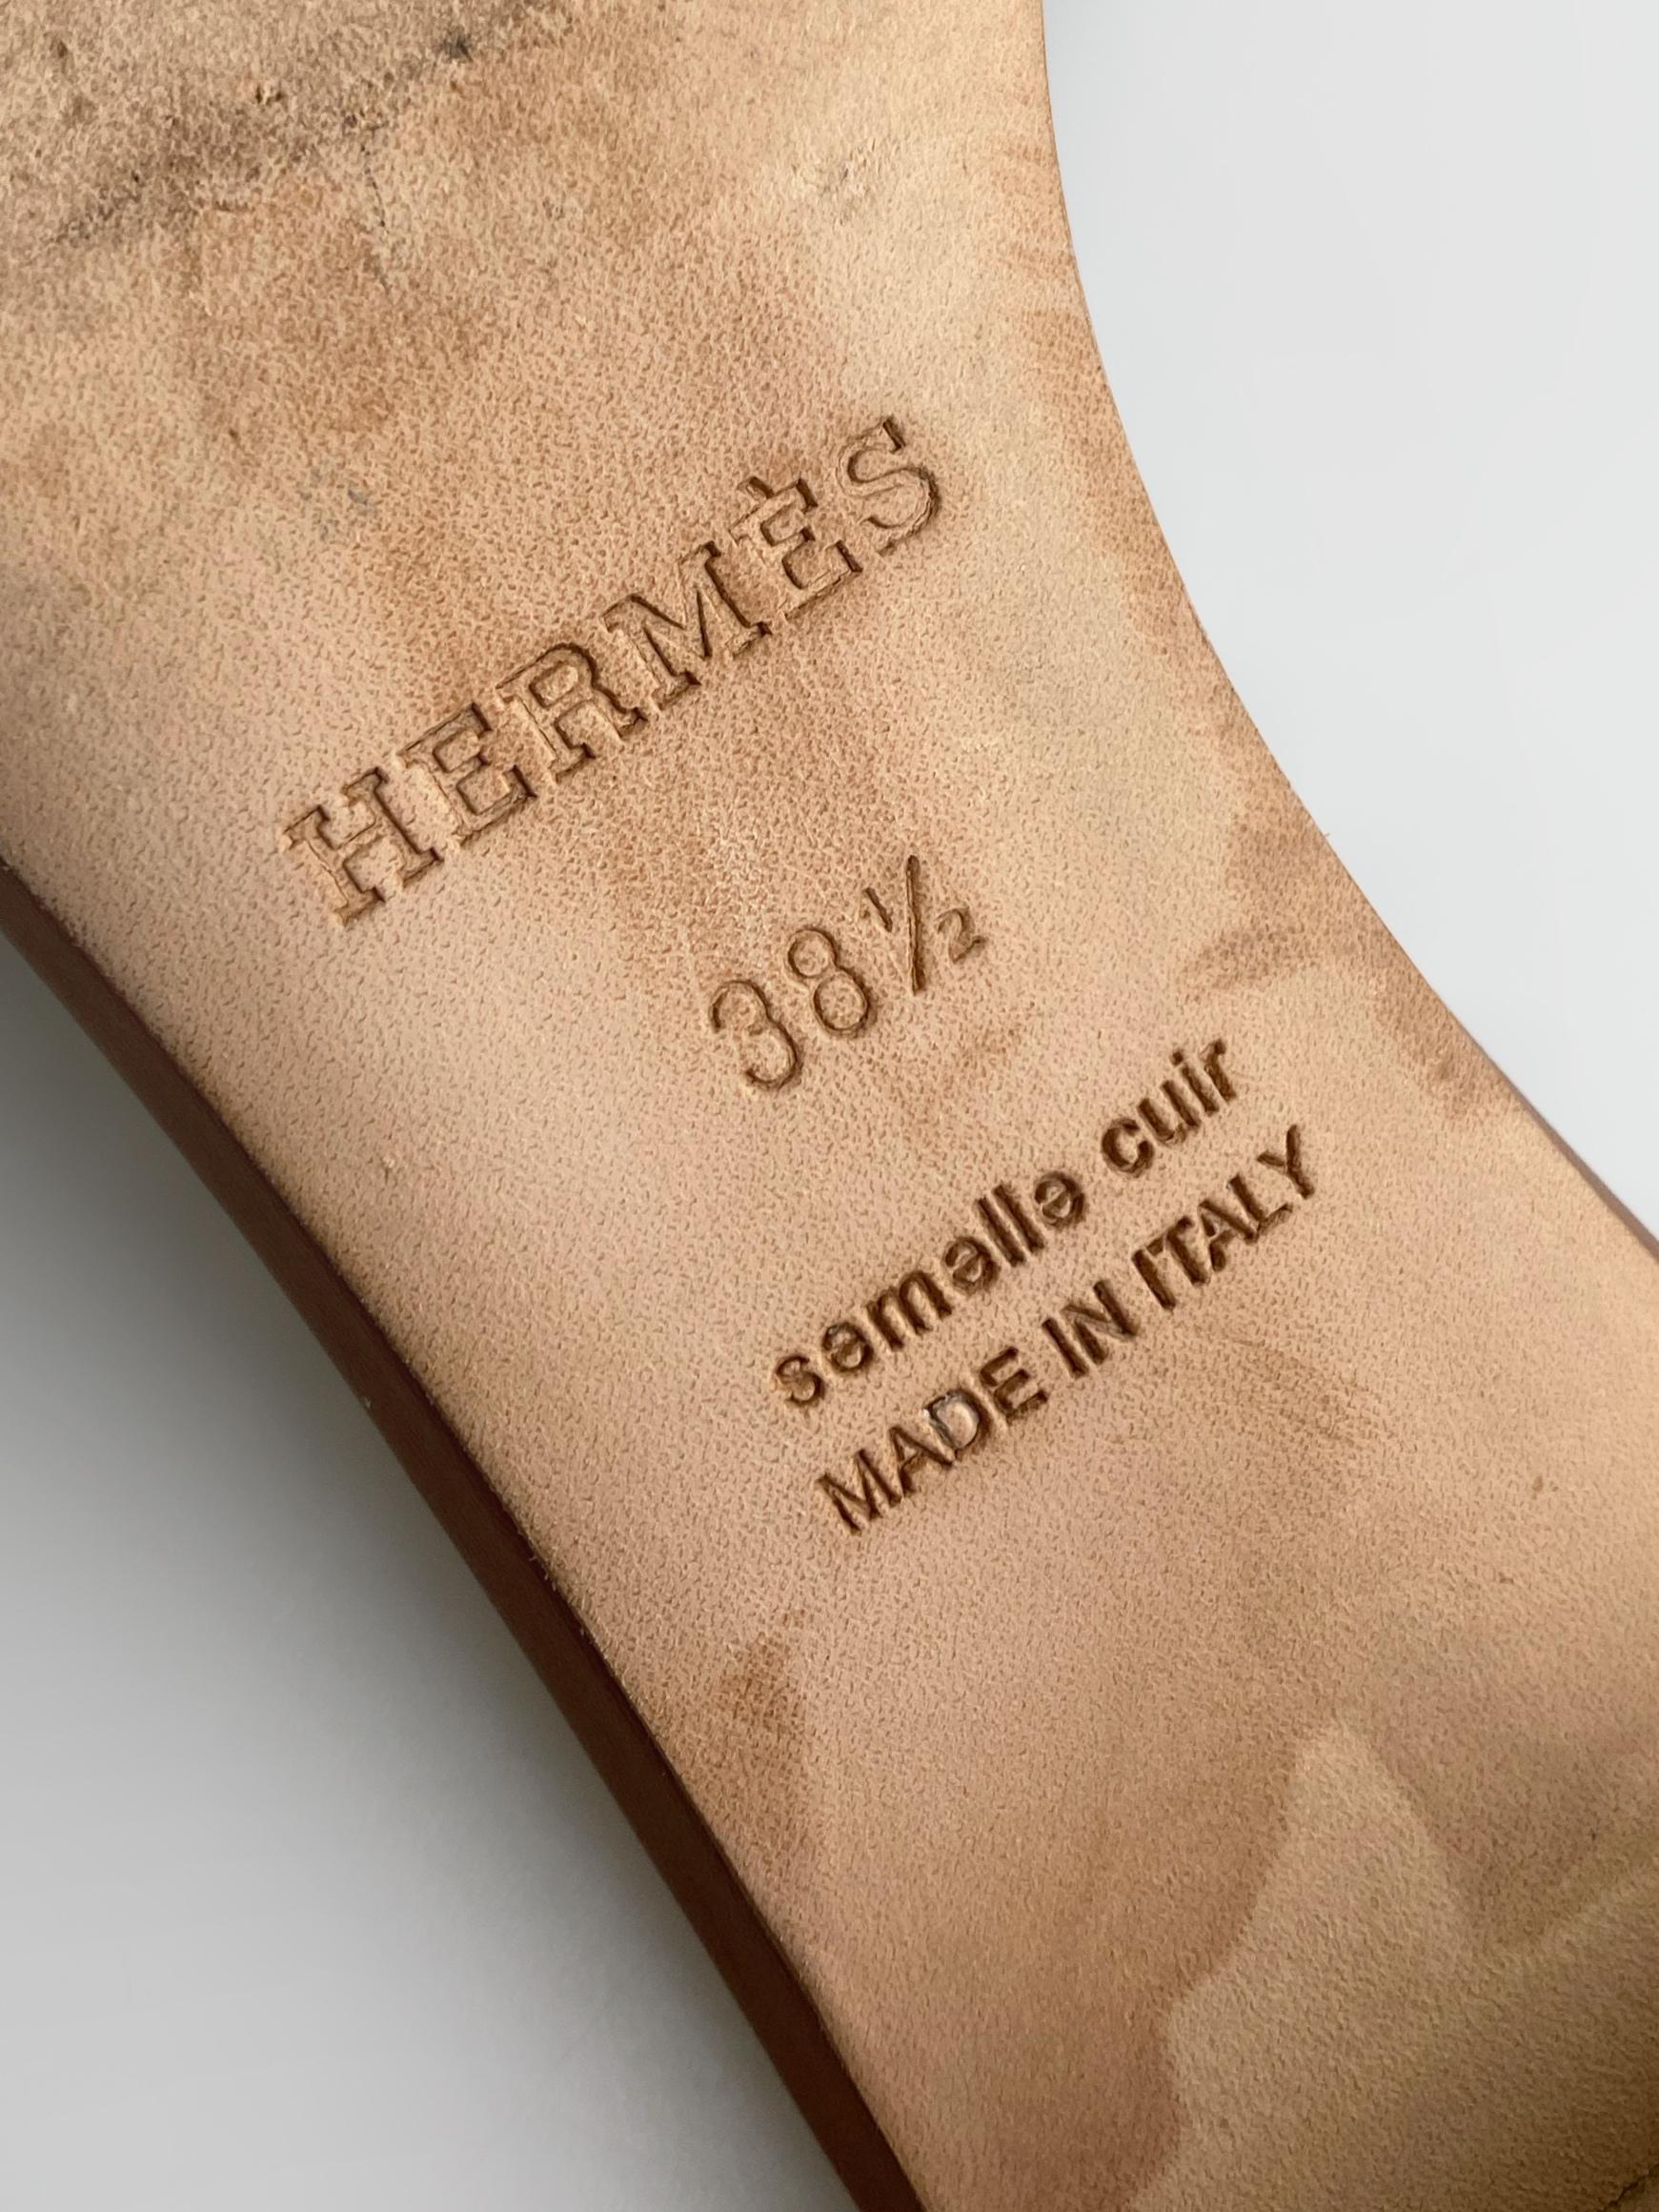 HERMÈS
38½
semelle cuir
MADE IN ITALY